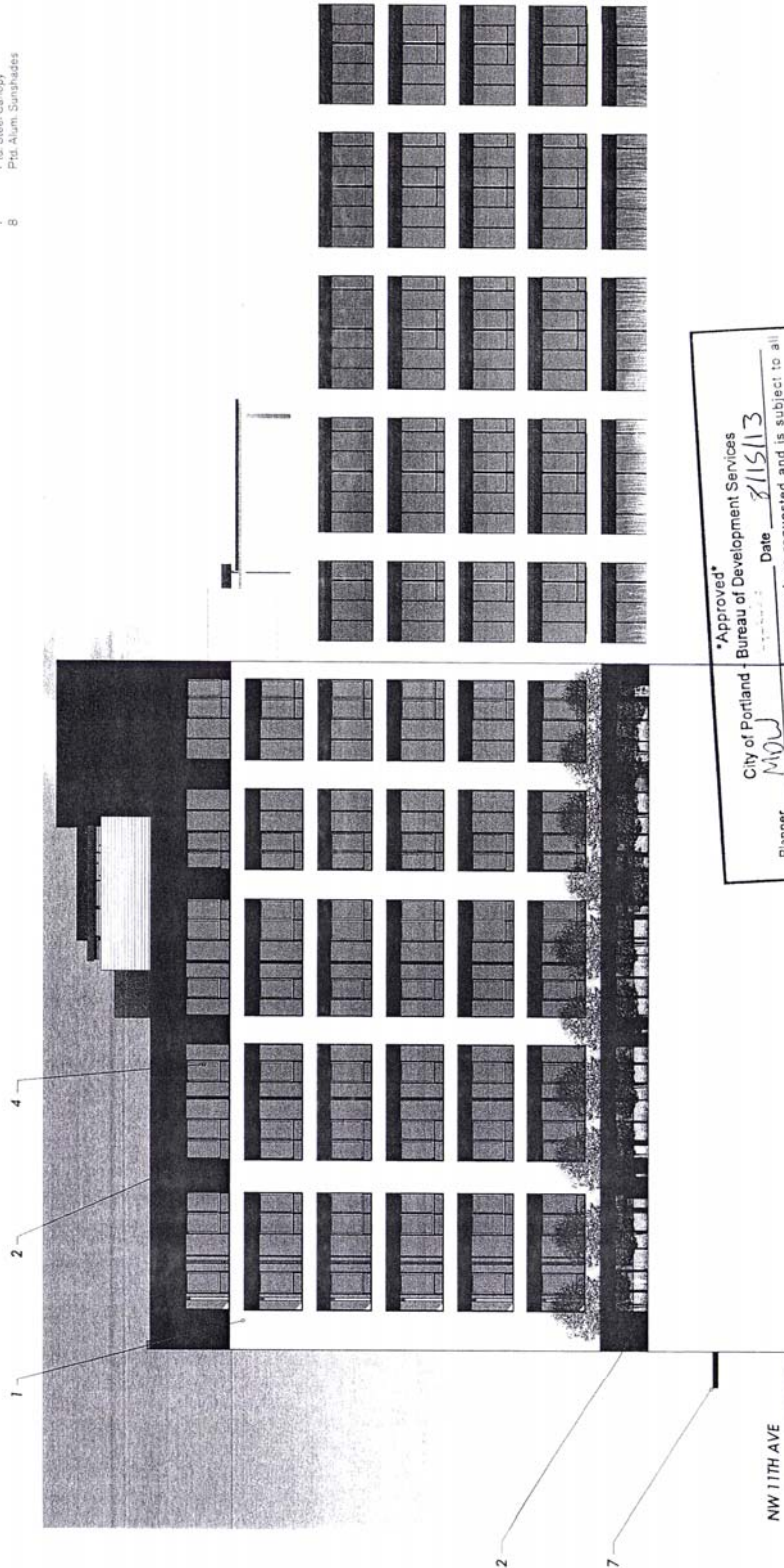 8 Ptd. Alum. Sunshades
1
2
4
2
7
NW 11TH AVE
*Approved*
City of Portland - Bureau of Development Services
Planner MDW Date 8/15/13
requested and is subject to all